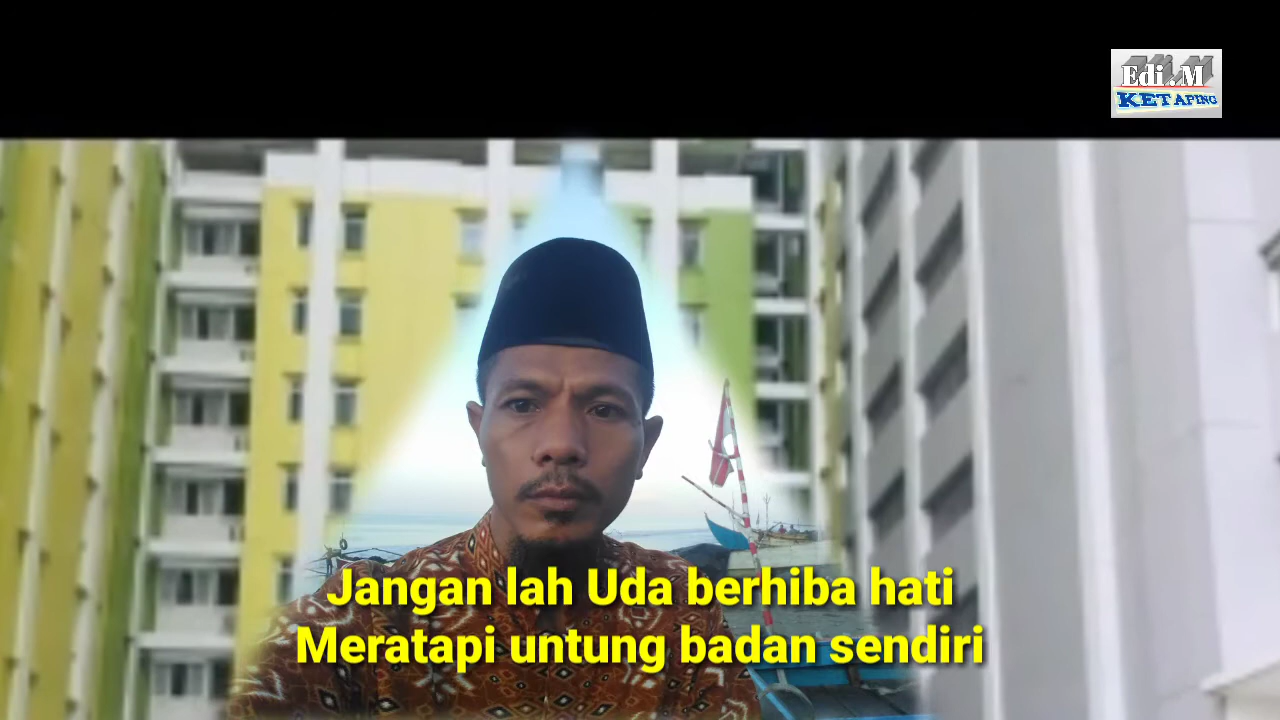 Edi.M
KETAPING
Jangan lah Uda berhiba hati
Meratapi untung badan sendiri